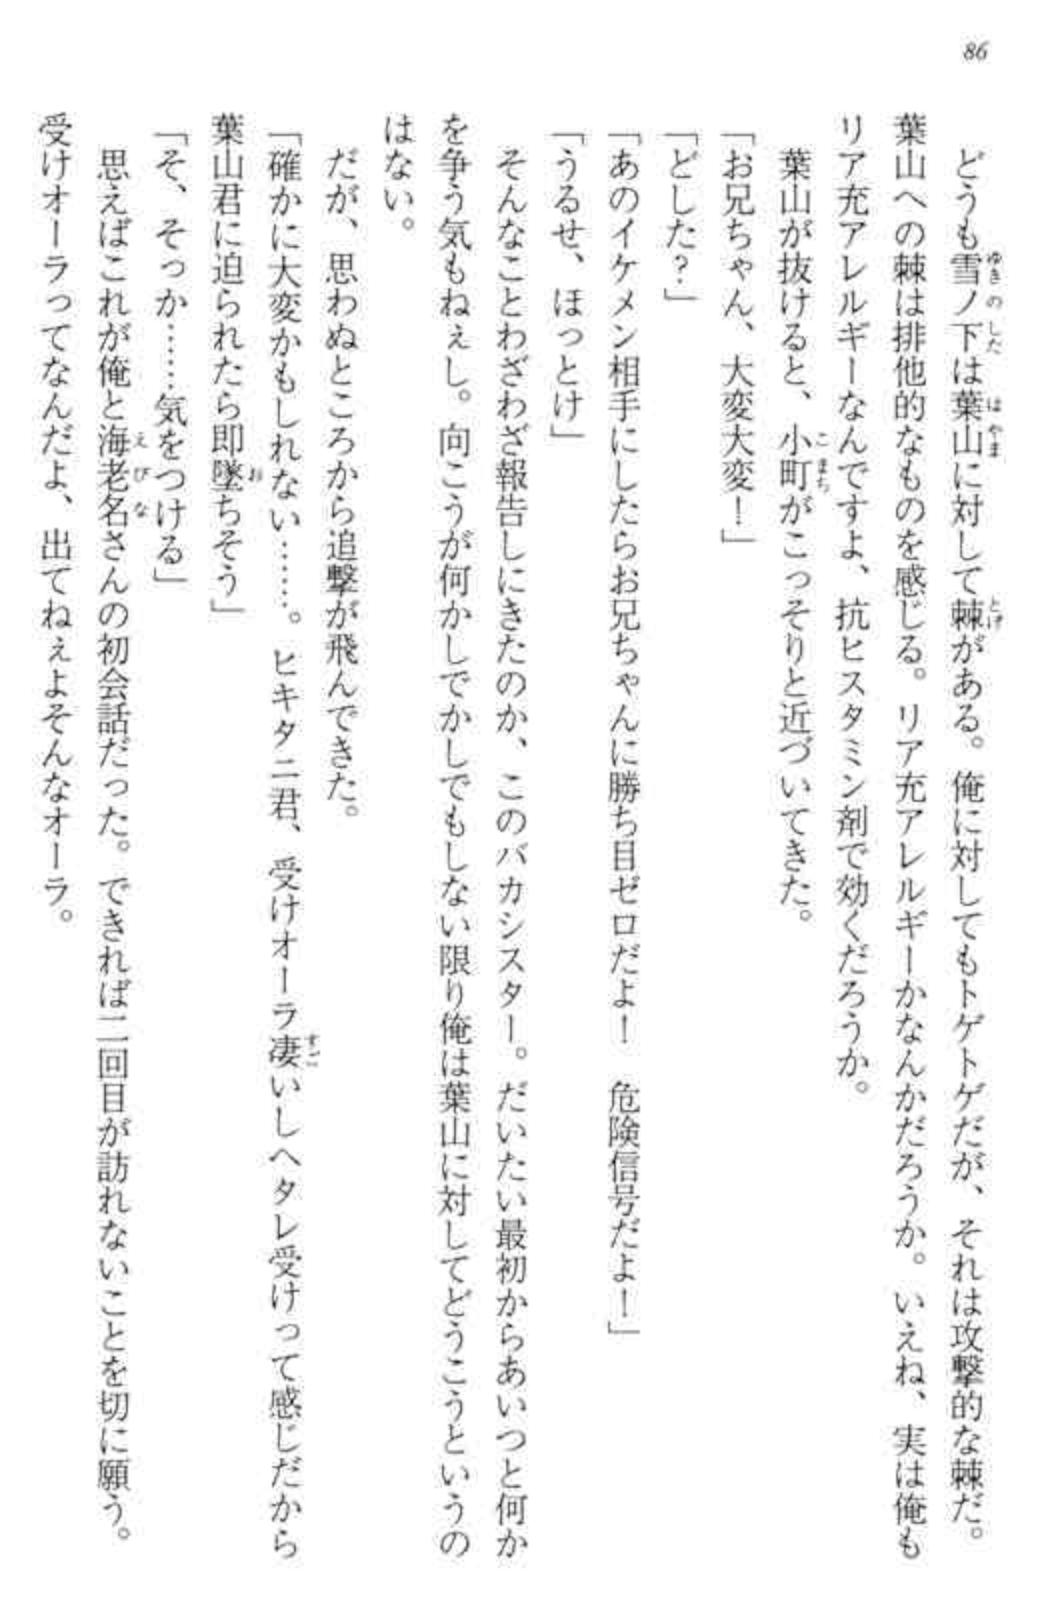 86
どうも雪ノ下は葉山に対して棘がある。俺に対してもトゲトゲだが、それは攻撃的な棘だ。
葉山への棘は排他的なものを感じる。リア充アレルギーかなんかだろうか。いえね、実は俺も
リア充アレルギーなんですよ、抗ヒスタミン剤で効くだろうか。
葉山が抜けると、小町がこっそりと近づいてきた。
「お兄ちゃん、大変大変！」
「どした？」
「あのイケメン相手にしたらお兄ちゃんに勝ち目ゼロだよ！　危険信号だよ！」
「うるせ、ほっとけ」
そんなことわざわざ報告しにきたのか、このバカシスター。だいたい最初からあいつと何か
を争う気もねぇし。向こうが何かしでかしでもしない限り俺は葉山に対してどうこうというの
はない。
だが、思わぬところから追撃が飛んできた。
「確かに大変かもしれない……。ヒキタニ君、受けオーラ凄いしヘタレ受けって感じだから
葉山君に迫られたら即墜ちそう」
「そ、そっか……気をつける」
思えばこれが俺と海老名さんの初会話だった。できれば二回目が訪れないことを切に願う。
受けオーラってなんだよ、出てねぇよそんなオーラ。